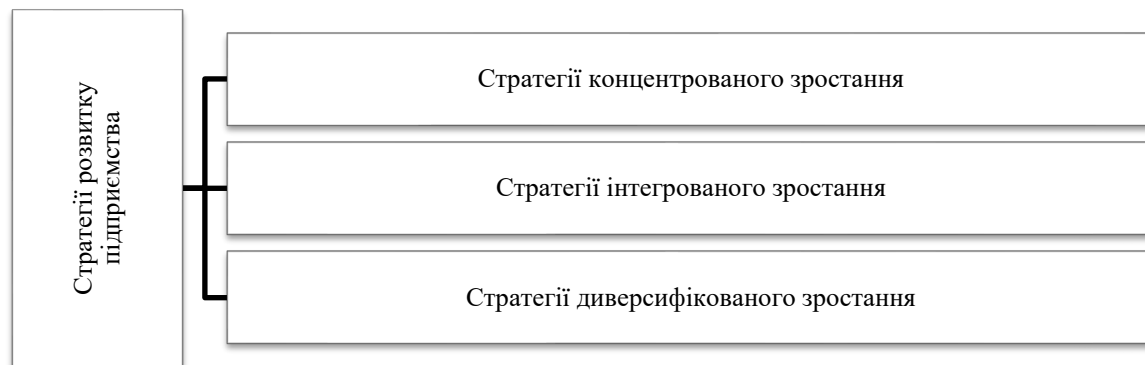 Стратегії розвитку
підприємства
Стратегії концентрованого зростання
Стратегії інтегрованого зростання
Стратегії диверсифікованого зростання